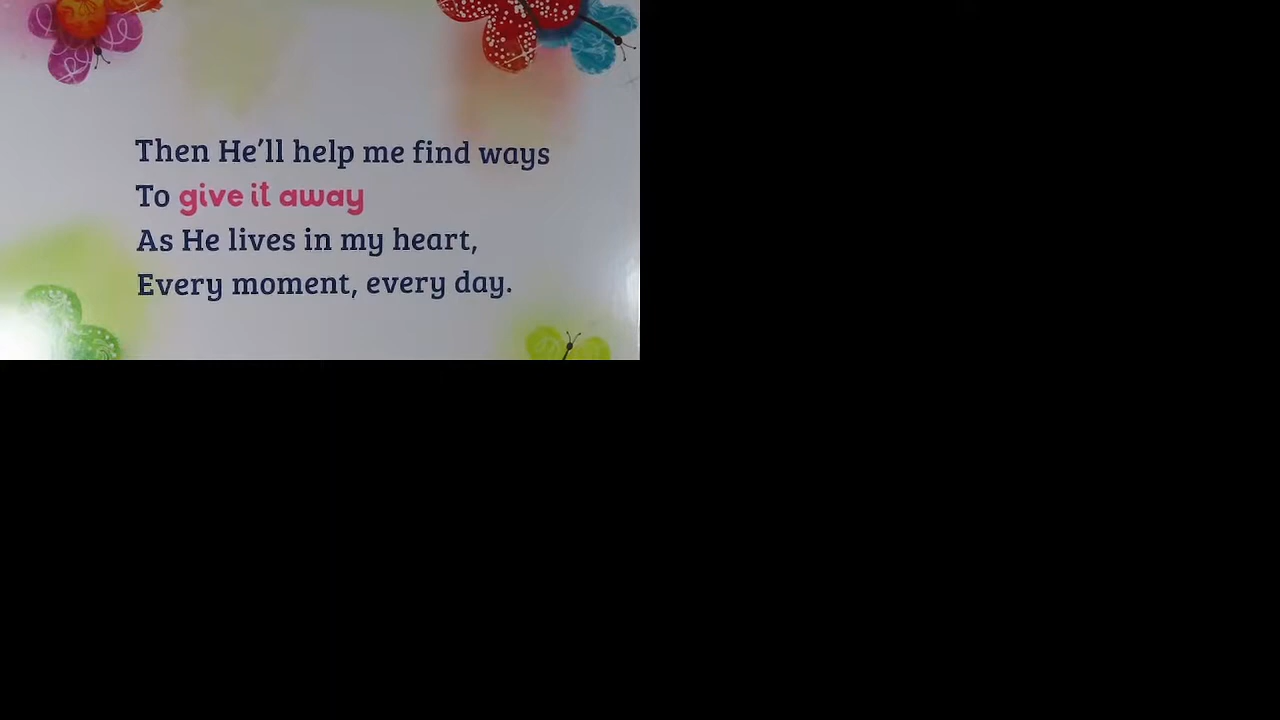 Then He’ll help me find ways
To give it away
As He lives in my heart,
Every moment, every day.